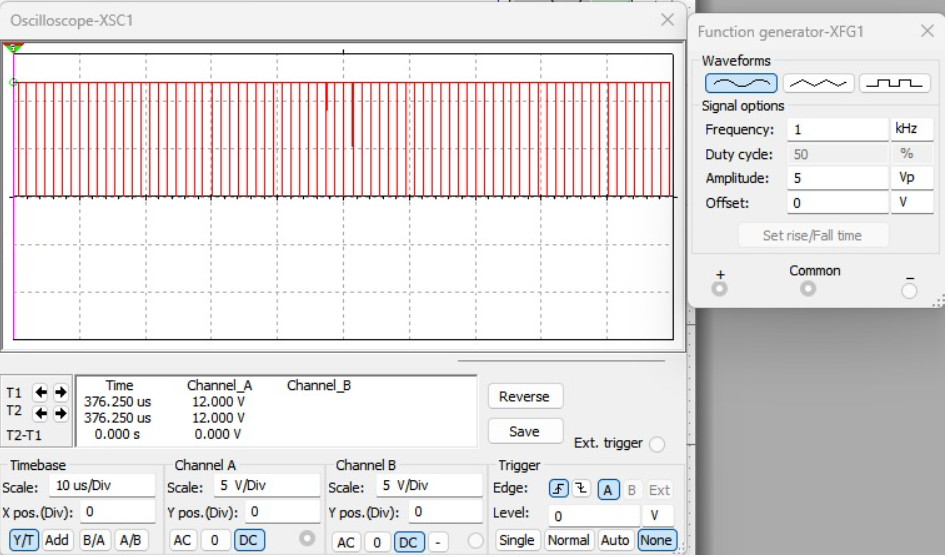 Oscilloscope-XSC1
Function generator-XFG1
Waveforms
Signal options
Frequency: 1 kHz
Duty cycle: 50 %
Amplitude: 5 Vp
Offset: 0 V
Set rise/Fall time
+ Common −
T1
T2
T2-T1
Time Channel_A Channel_B
376.250 us 12.000 V
376.250 us 12.000 V
0.000 s 0.000 V
Reverse
Save
Ext. trigger
Timebase
Scale: 10 us/Div
X pos.(Div): 0
Y/T Add B/A A/B
Channel A
Scale: 5 V/Div
Y pos.(Div): 0
AC 0 DC
Channel B
Scale: 5 V/Div
Y pos.(Div): 0
AC 0 DC -
Trigger
Edge: A B Ext
Level: 0 V
Single Normal Auto None